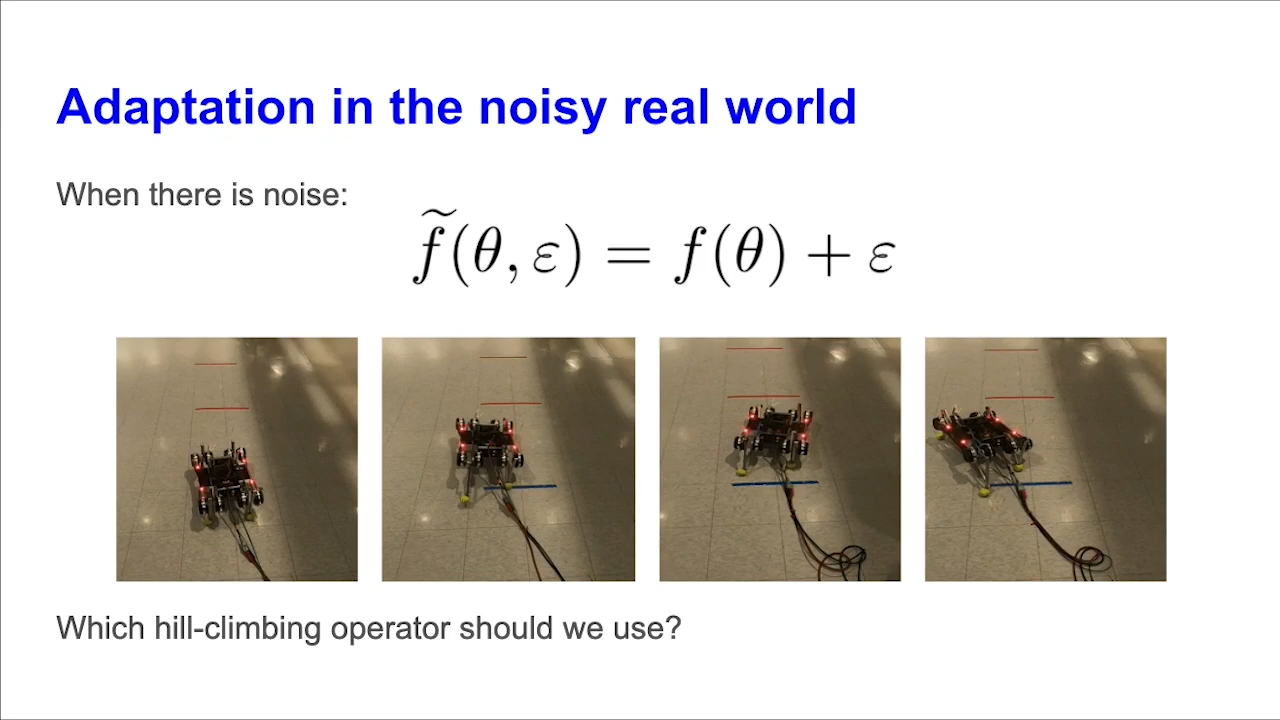 Adaptation in the noisy real world
When there is noise:
f̃(θ, ε) = f(θ) + ε
Which hill-climbing operator should we use?